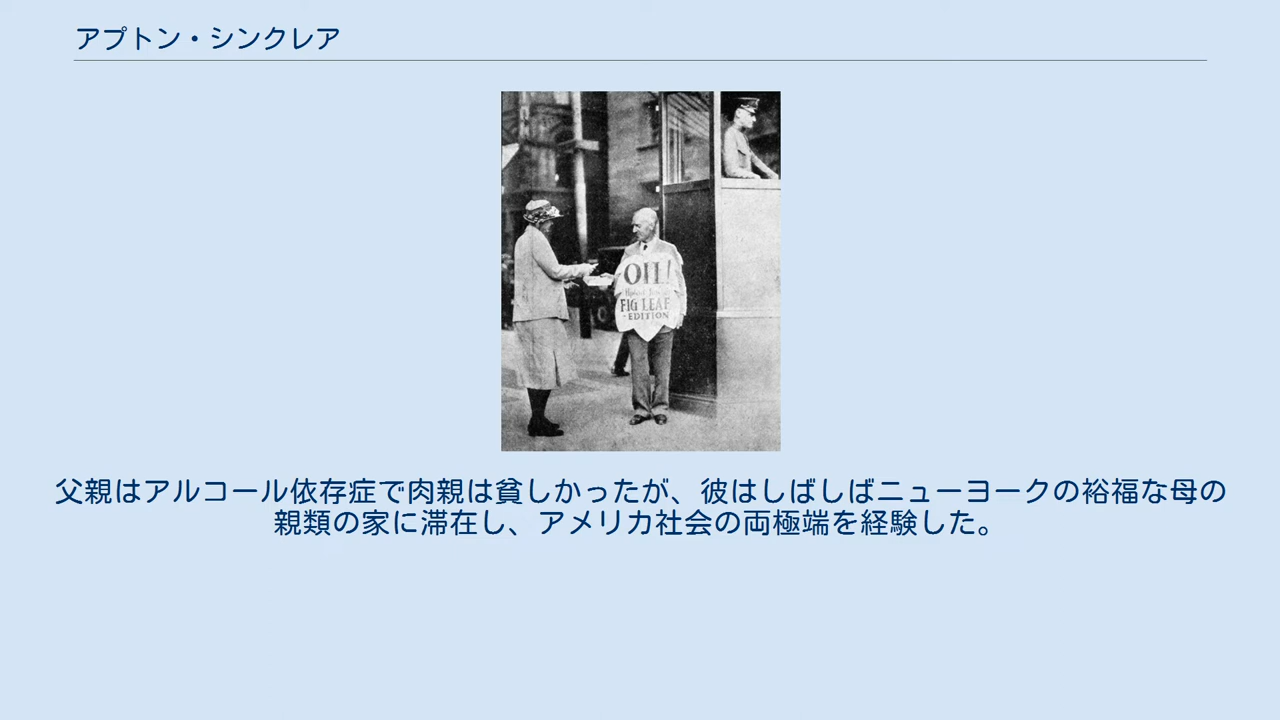 アプトン・シンクレア
OIL!
FIG LEAF
-EDITION
父親はアルコール依存症で肉親は貧しかったが、彼はしばしばニューヨークの裕福な母の
親類の家に滞在し、アメリカ社会の両極端を経験した。